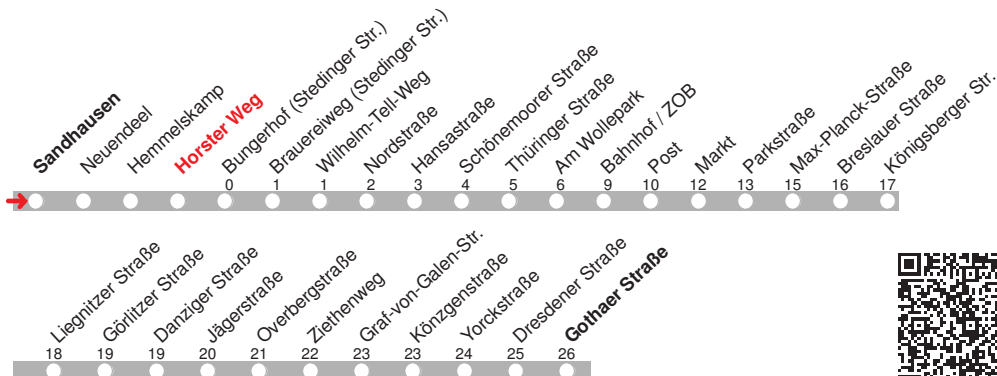 Sandhausen
Neuendeel
Hemmelskamp
Horster Weg
Bungerhof (Stedinger Str.)
Brauereiweg (Stedinger Str.)
Wilhelm-Tell-Weg
Nordstraße
Hansastraße
Schönemoorer Straße
Thüringer Straße
Am Wollepark
Bahnhof / ZOB
Post
Markt
Parkstraße
Max-Planck-Straße
Breslauer Straße
Königsberger Str.
0 1 1 2 3 4 5 6 9 10 12 13 15 16 17
Liegnitzer Straße
Görlitzer Straße
Danziger Straße
Jägerstraße
Overbergstraße
Ziethenweg
Graf-von-Galen-Str.
Könzgenstraße
Yorckstraße
Dresdener Straße
Gothaer Straße
18 19 19 20 21 22 23 23 24 25 26